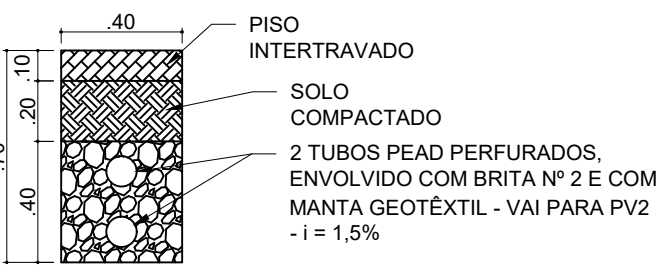 .40
PISO
INTERTRAVADO
.10
SOLO
COMPACTADO
.20
2 TUBOS PEAD PERFURADOS,
ENVOLVIDO COM BRITA Nº 2 E COM
MANTA GEOTÊXTIL - VAI PARA PV2
- i = 1,5%
.40